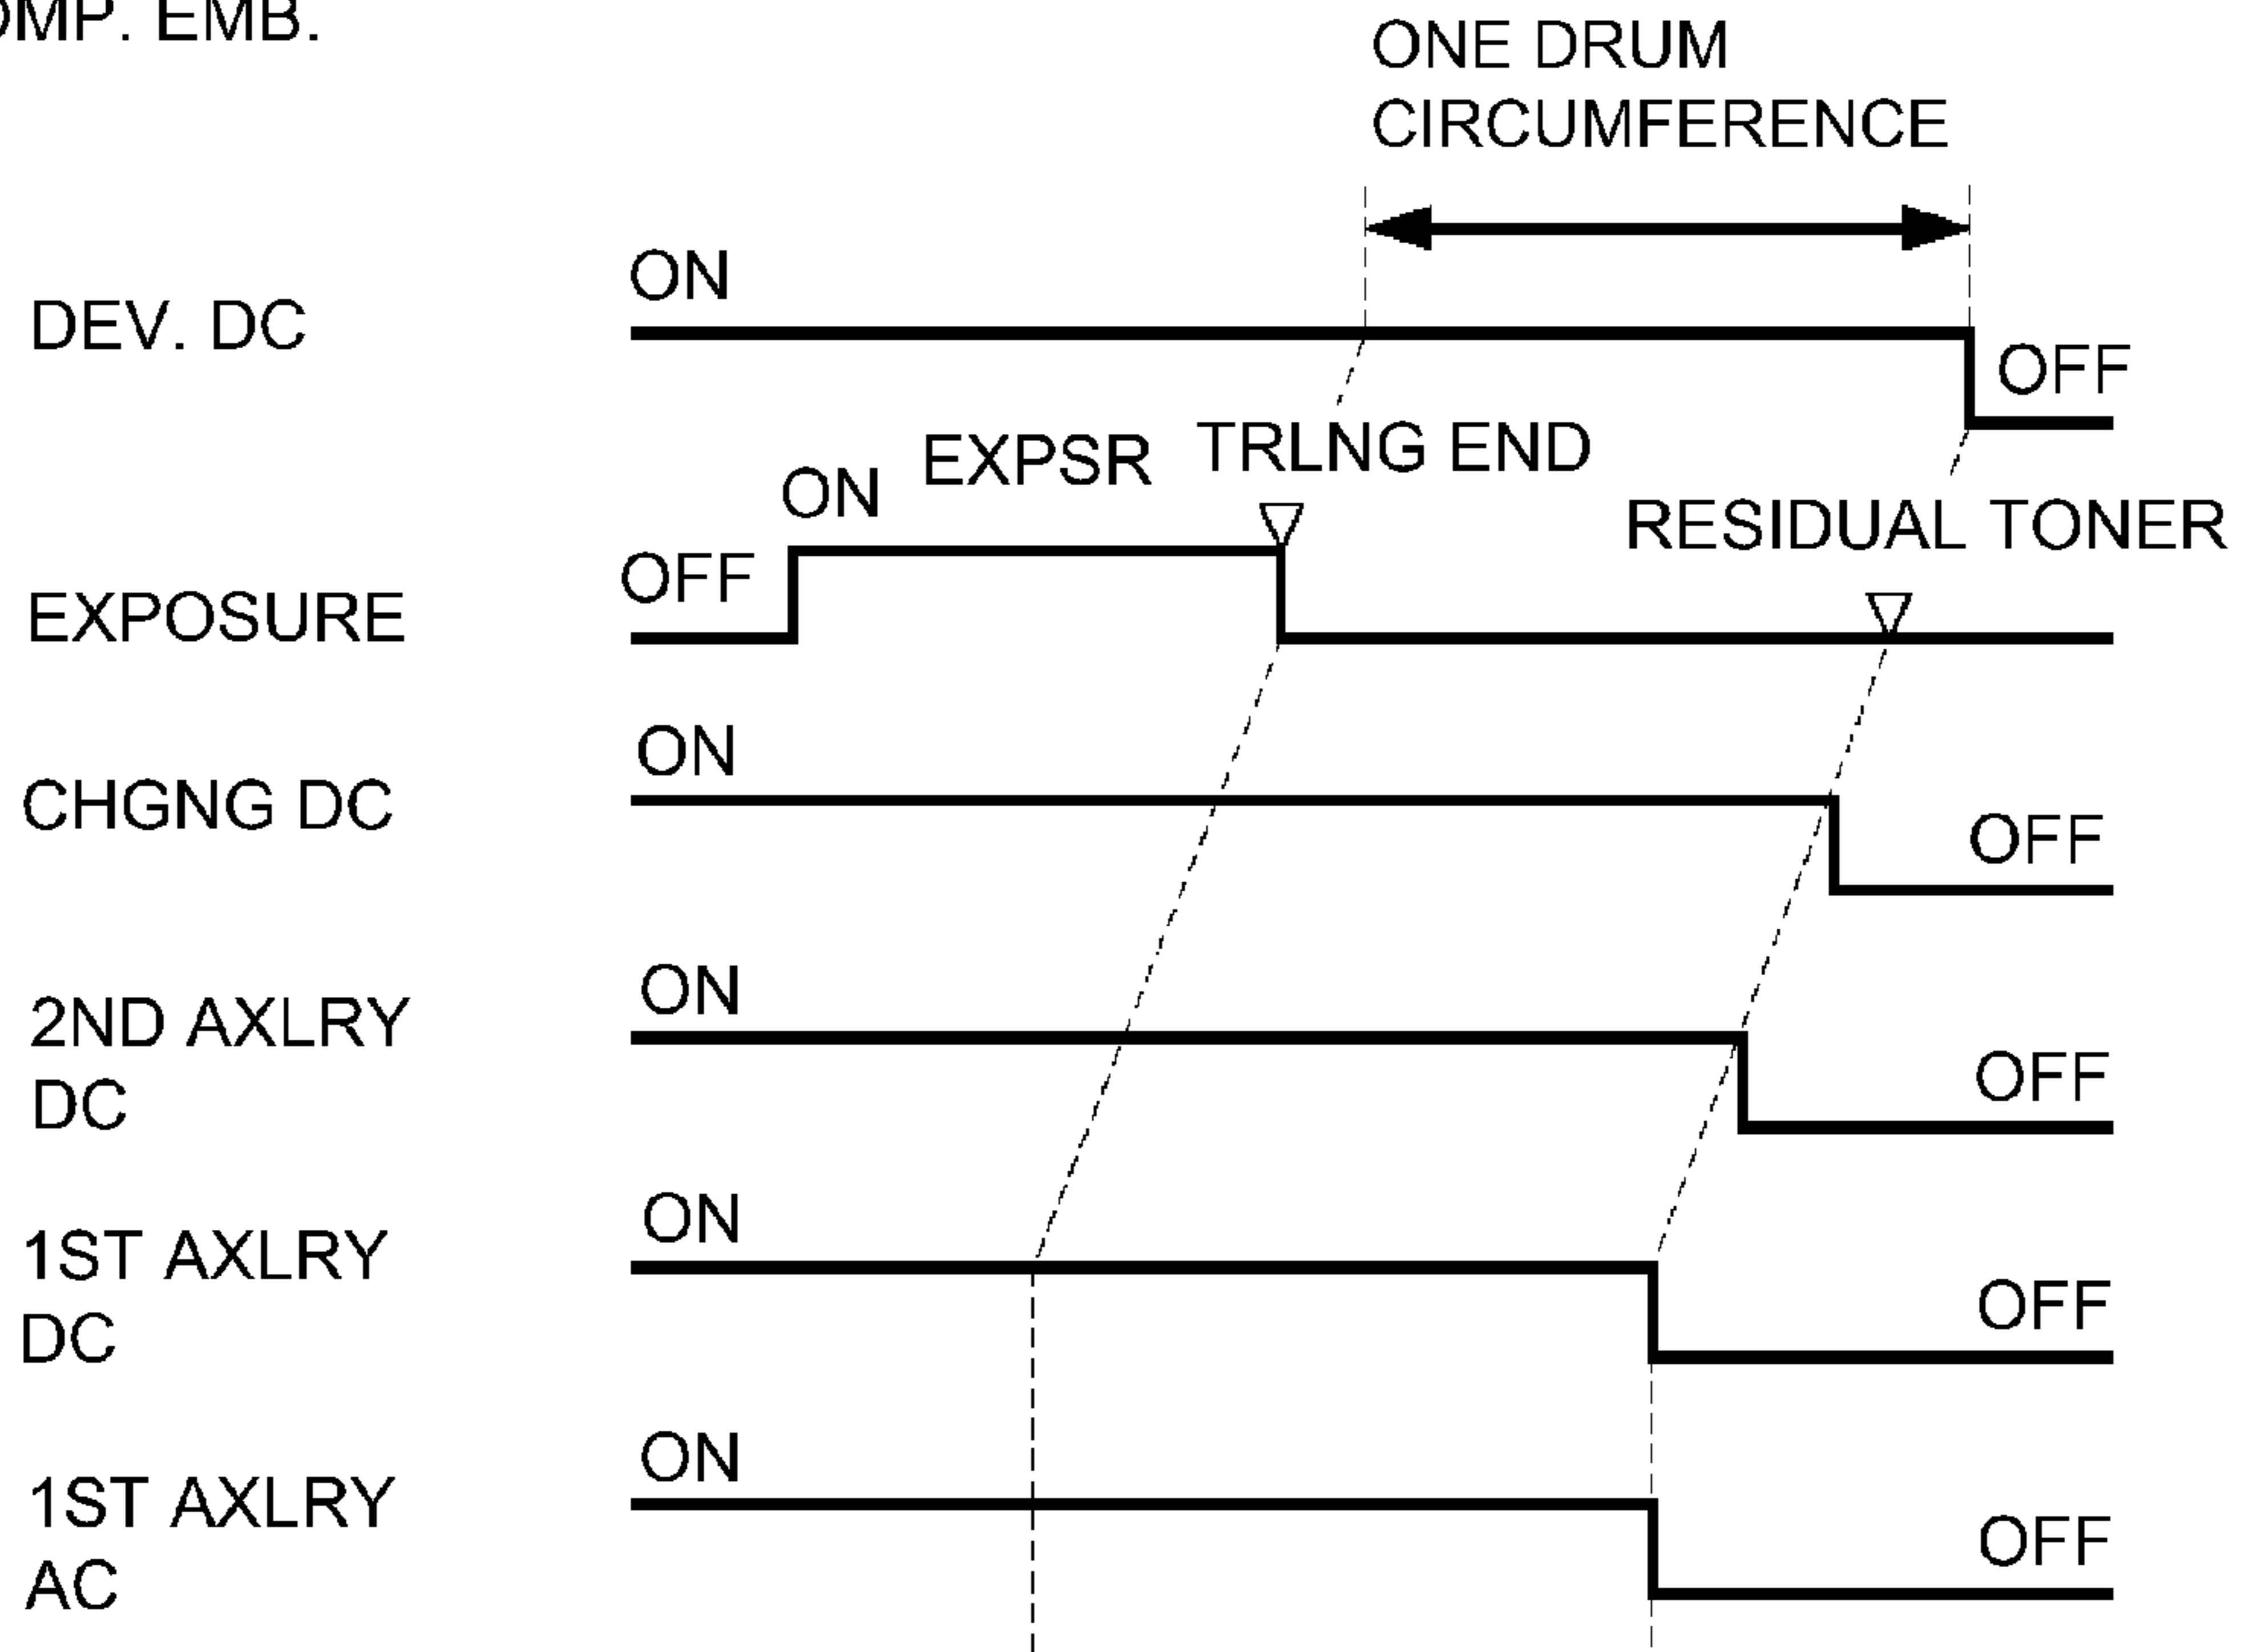 EMB.
ONE DRUM
CIRCUMFERENCE
ON
DEV. DC
OFF
EXPSR TRLNG END
ON
RESIDUAL TONER
OFF
EXPOSURE
ON
CHGNG DC
OFF
ON
2ND AXLRY
DC
OFF
ON
1ST AXLRY
DC
OFF
ON
1ST AXLRY
AC
OFF